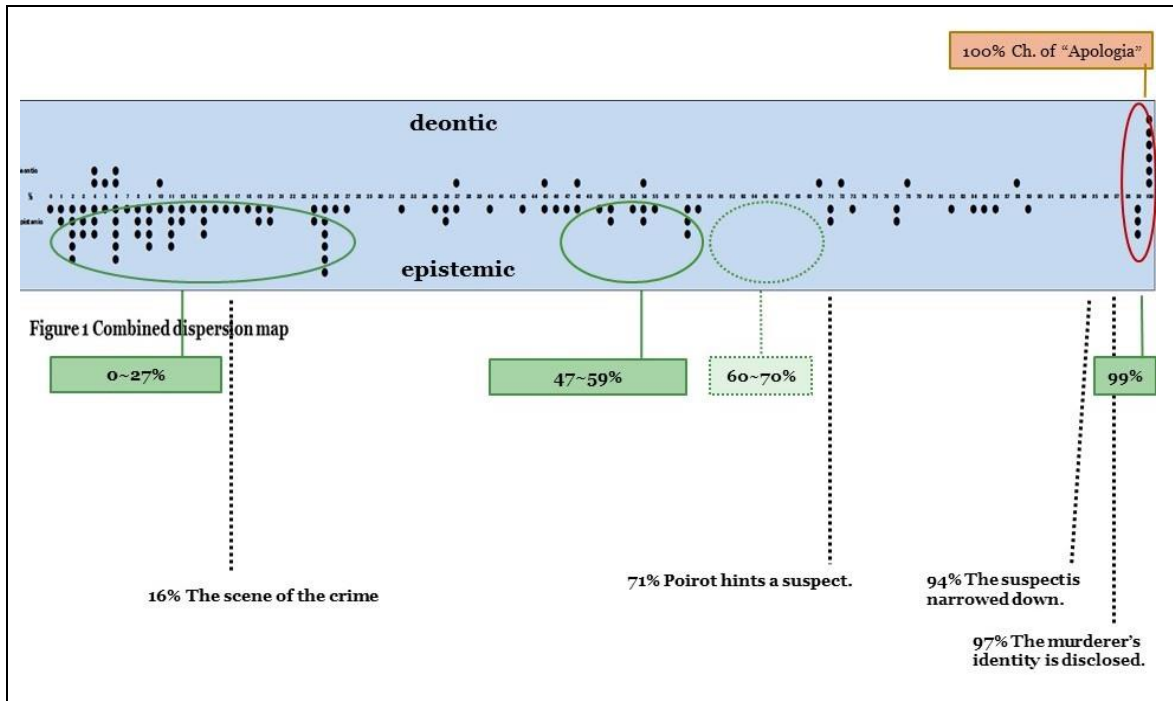 100% Ch. of “Apologia”
deontic
%
pistemic
epistemic
Figure 1 Combined dispersion map
0~27%
47~59%
60~70%
99%
16% The scene of the crime
71% Poirot hints a suspect.
94% The suspect is
narrowed down.
97% The murderer’s
identity is disclosed.